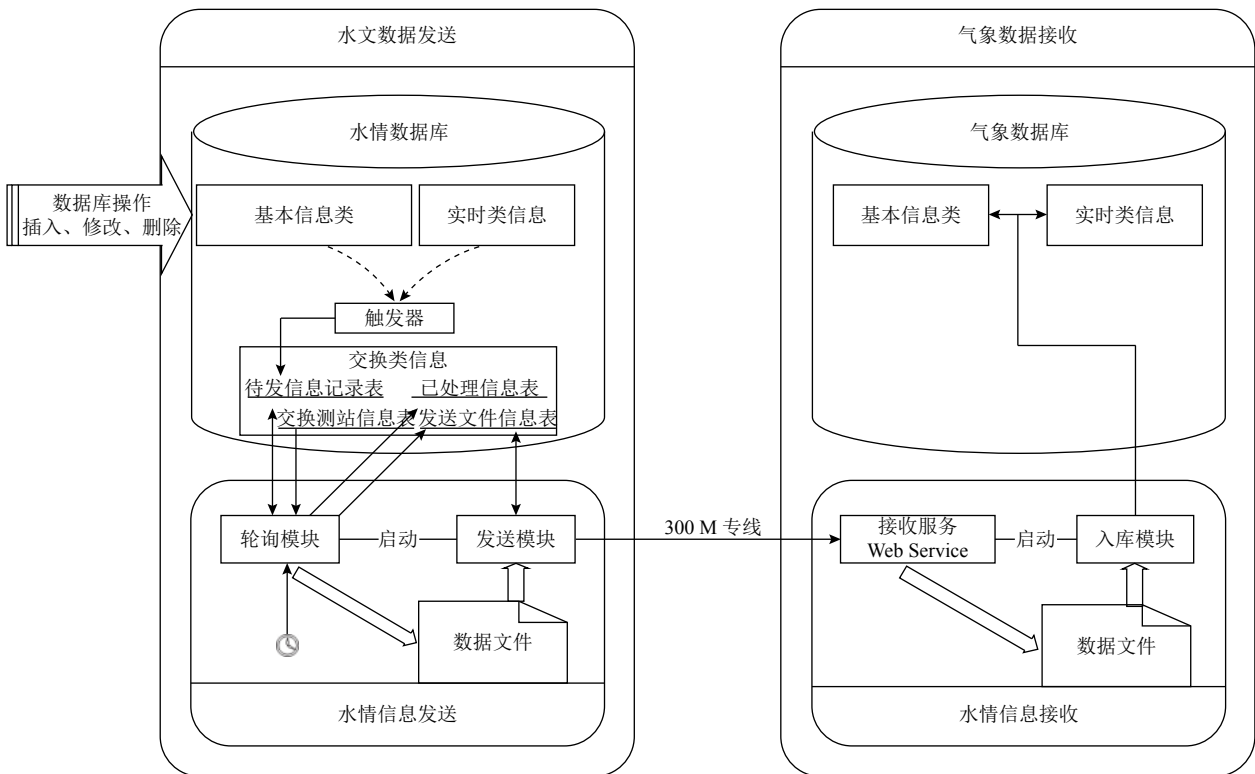 水文数据发送
气象数据接收
水情数据库
气象数据库
数据库操作
插入、修改、删除
基本信息类
实时类信息
基本信息类
实时类信息
触发器
交换类信息
待发信息记录表
已处理信息表
交换测站信息表
发送文件信息表
轮询模块
启动
发送模块
300 M 专线
接收服务
Web Service
启动
入库模块
数据文件
数据文件
水情信息发送
水情信息接收